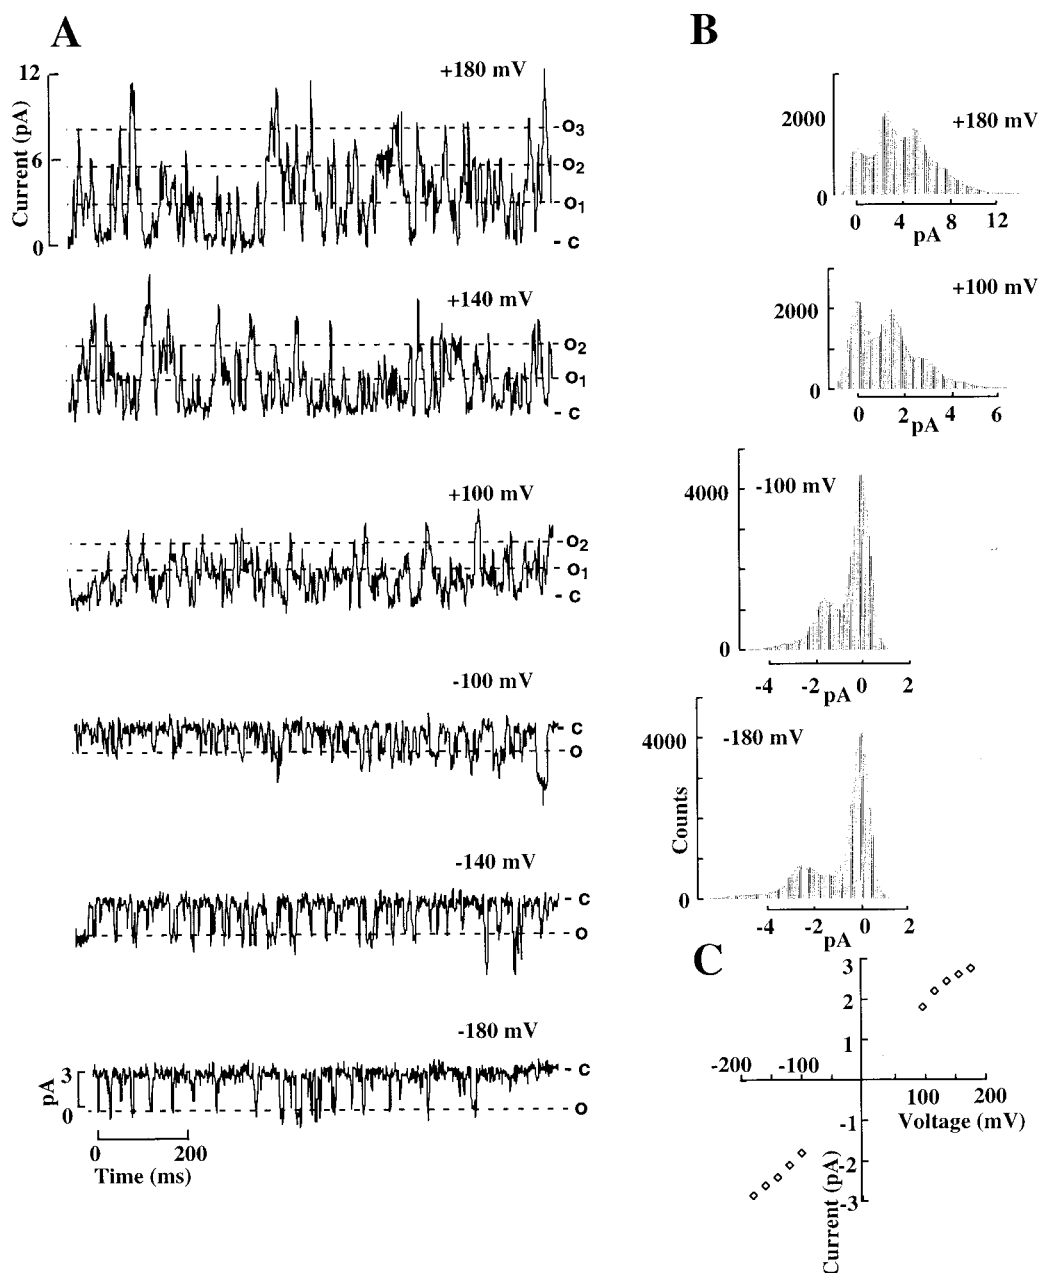 A
12
Current (pA)
6
0
+180 mV
O3
O2
O1
- C
+140 mV
O2
O1
- C
+100 mV
O2
O1
- C
-100 mV
- C
O
-140 mV
- C
O
-180 mV
- C
O
pA
3
0
0 200
Time (ms)
B
2000
0
+180 mV
0 4 8 12
pA
2000
0
+100 mV
0 2 4 6
pA
4000
0
-100 mV
-4 -2 0 2
pA
4000
0
Counts
-180 mV
-4 -2 0 2
pA
C
3
2
1
-200 -100
100 200
Voltage (mV)
-1
-2
-3
Current (pA)